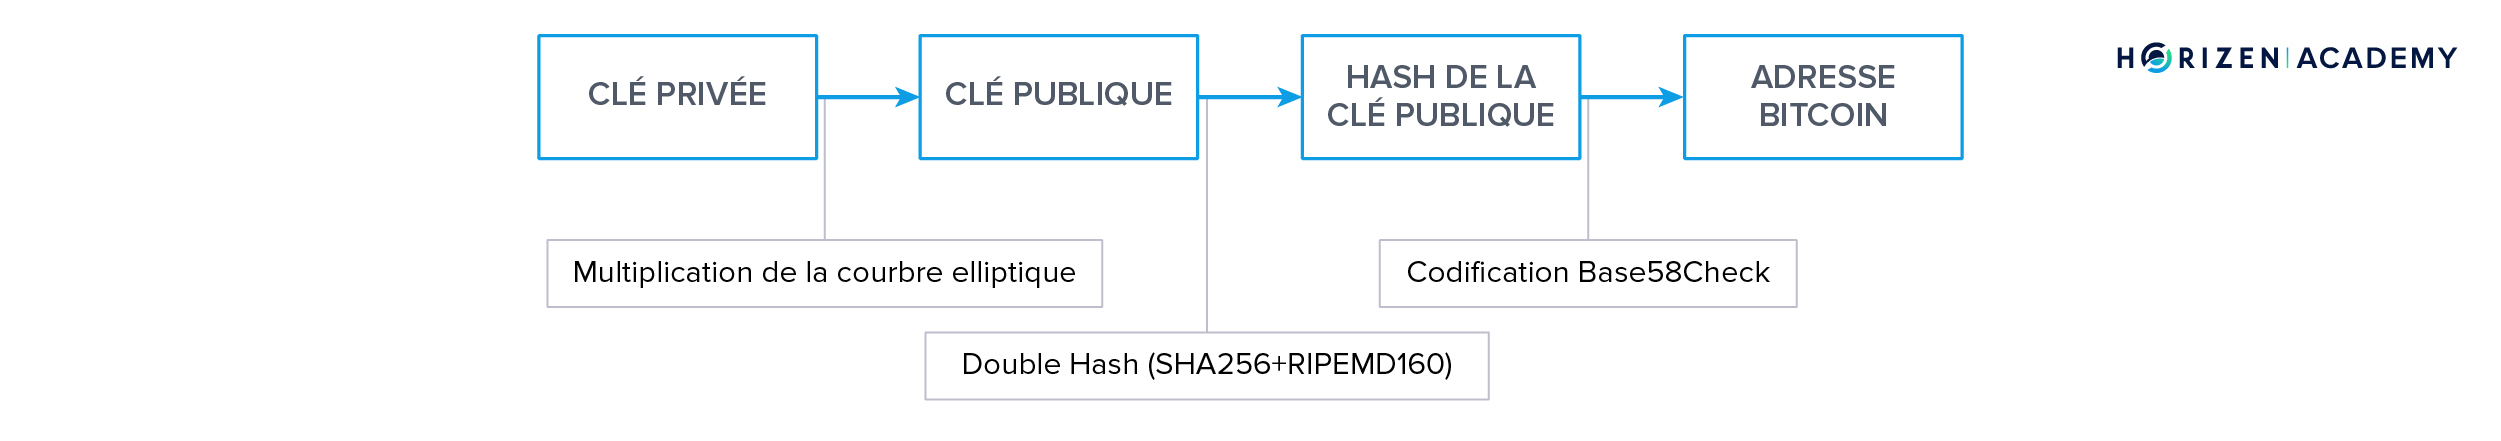 CLÉ PRIVÉE
CLÉ PUBLIQUE
HASH DE LA
CLÉ PUBLIQUE
ADRESSE
BITCOIN
HORIZEN | ACADEMY
Multiplication de la courbre elliptique
Codification Base58Check
Double Hash (SHA256+RIPEMD160)